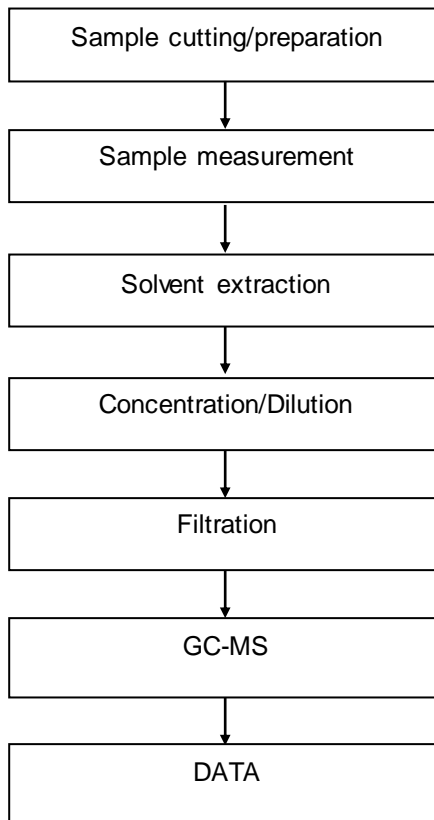 Sample cutting/preparation
Sample measurement
Solvent extraction
Concentration/Dilution
Filtration
GC-MS
DATA